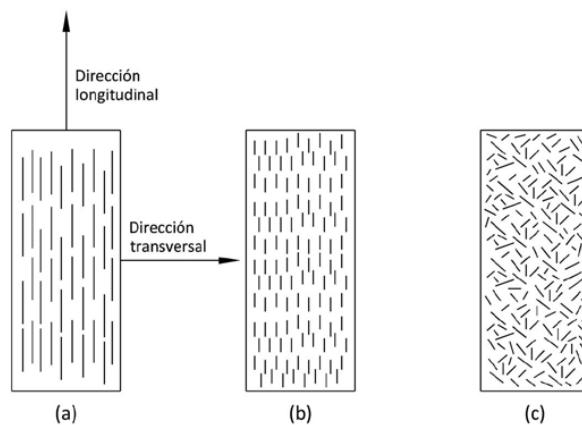 Dirección
longitudinal
Dirección
transversal
(a)
(b)
(c)